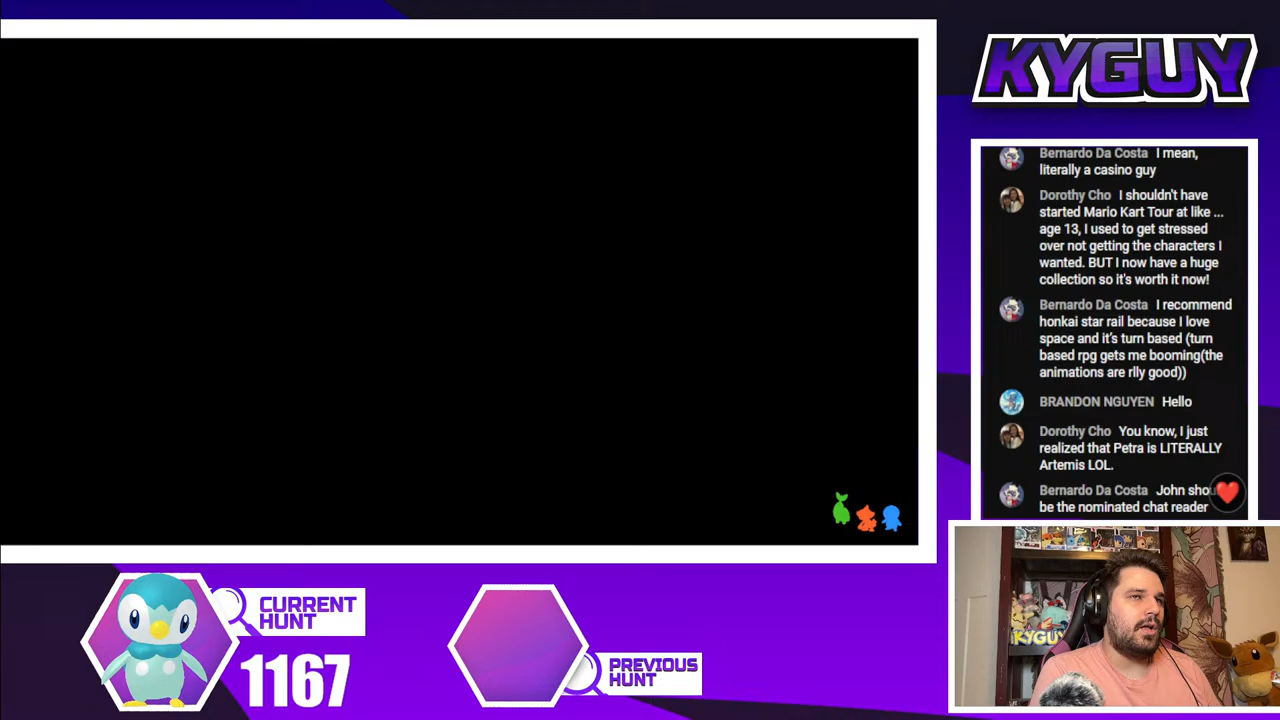 KYGUY
Bernardo Da Costa I mean,
literally a casino guy
Dorothy Cho I shouldn't have
started Mario Kart Tour at like ...
age 13, I used to get stressed
over not getting the characters I
wanted. BUT I now have a huge
collection so it's worth it now!
Bernardo Da Costa I recommend
honkai star rail because I love
space and it's turn based (turn
based rpg gets me booming(the
animations are rlly good))
BRANDON NGUYEN Hello
Dorothy Cho You know, I just
realized that Petra is LITERALLY
Artemis LOL.
Bernardo Da Costa John shou
be the nominated chat reader
KYGUY
CURRENT
HUNT
1167
PREVIOUS
HUNT